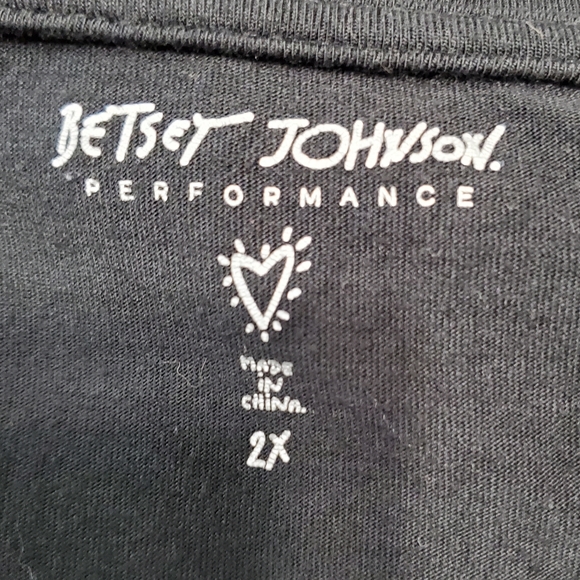 BETSEY JOHNSON.
PERFORMANCE
MADE
IN
CHINA.
2X